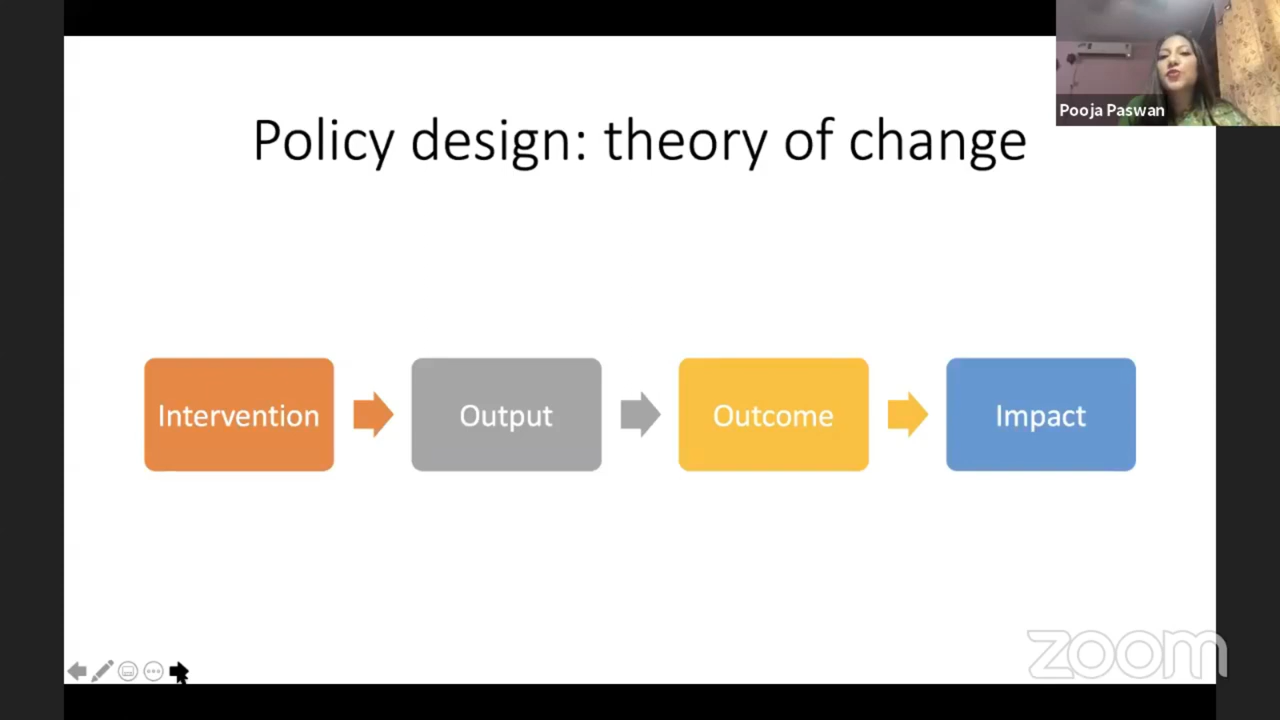 Pooja Paswan
Policy design: theory of change
Intervention
Output
Outcome
Impact
zoom